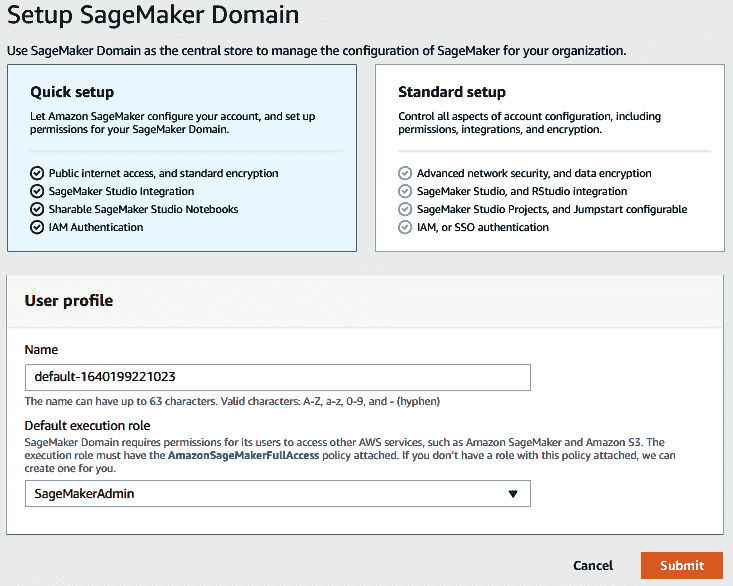 Setup SageMaker Domain
Use SageMaker Domain as the central store to manage the configuration of SageMaker for your organization.
Quick setup
Let Amazon SageMaker configure your account, and set up
permissions for your SageMaker Domain.
Public internet access, and standard encryption
SageMaker Studio Integration
Sharable SageMaker Studio Notebooks
IAM Authentication
Standard setup
Control all aspects of account configuration, including
permissions, integrations, and encryption.
Advanced network security, and data encryption
SageMaker Studio, and RStudio integration
SageMaker Studio Projects, and Jumpstart configurable
IAM, or SSO authentication
User profile
Name
default-1640199221023
The name can have up to 63 characters. Valid characters: A-Z, a-z, 0-9, and - (hyphen)
Default execution role
SageMaker Domain requires permissions for its users to access other AWS services, such as Amazon SageMaker and Amazon S3. The
execution role must have the AmazonSageMakerFullAccess policy attached. If you don't have a role with this policy attached, we can
create one for you.
SageMakerAdmin
Cancel
Submit